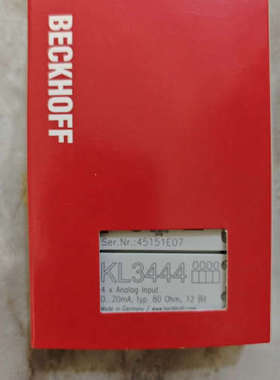 BECKHOFF
Ser.Nr.: 45151E07
KL3444
4 x Analog Input
0...20mA, typ. 80 Ohm, 12 Bit
Made in Germany / www.beckhoff.com